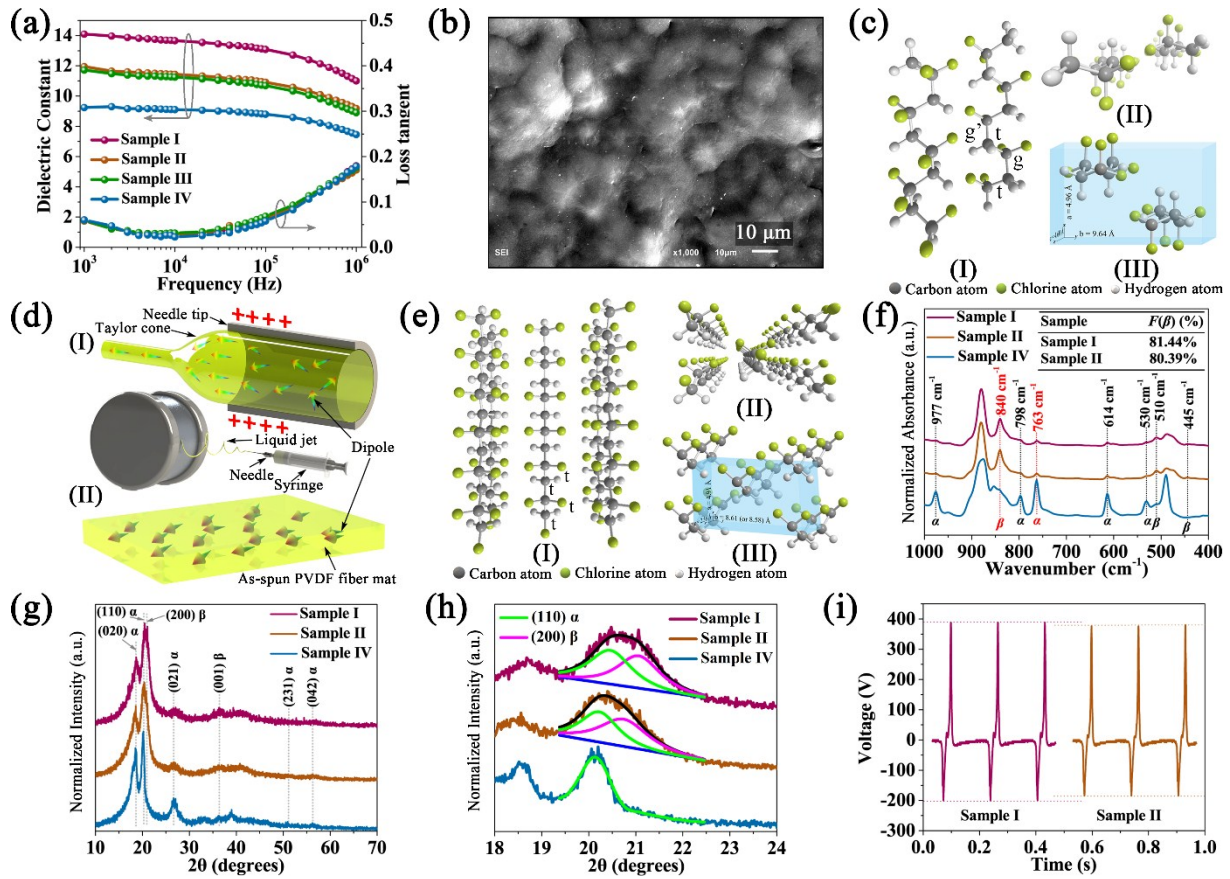 (a)
Dielectric Constant
14
12
10
8
6
4
2
0
Sample I
Sample II
Sample III
Sample IV
0.5
0.4
0.3
0.2
0.1
0.0
Loss tangent
10³ 10⁴ 10⁵ 10⁶
Frequency (Hz)
(b)
10 μm
SEI x1,000 10μm
(c)
g' t
g
t
(I)
(II)
a = 4.96 Å
b = 9.64 Å
(III)
Carbon atom Chlorine atom Hydrogen atom
(d)
Needle tip
Taylor cone
(I)
Liquid jet
Dipole
Needle
Syringe
(II)
As-spun PVDF fiber mat
(e)
t
t
t
(I)
(II)
a = 4.91 Å
b = 8.61 (or 8.58) Å
(III)
Carbon atom Chlorine atom Hydrogen atom
(f)
Sample I
Sample II
Sample IV
Sample F(β) (%)
Sample I 81.44%
Sample II 80.39%
Normalized Absorbance (a.u.)
977 cm⁻¹
840 cm⁻¹
798 cm⁻¹
763 cm⁻¹
614 cm⁻¹
530 cm⁻¹
510 cm⁻¹
445 cm⁻¹
α β α α α α β β
1000 900 800 700 600 500 400
Wavenumber (cm⁻¹)
(g)
Normalized Intensity (a.u.)
(110) α
(200) β
(020) α
(021) α
(001) β
(231) α
(042) α
Sample I
Sample II
Sample IV
10 20 30 40 50 60 70
2θ (degrees)
(h)
Normalized Intensity (a.u.)
(110) α
(200) β
Sample I
Sample II
Sample IV
18 19 20 21 22 23 24
2θ (degrees)
(i)
Voltage (V)
400
300
200
100
0
-100
-200
-300
Sample I Sample II
0.0 0.2 0.4 0.6 0.8 1.0
Time (s)